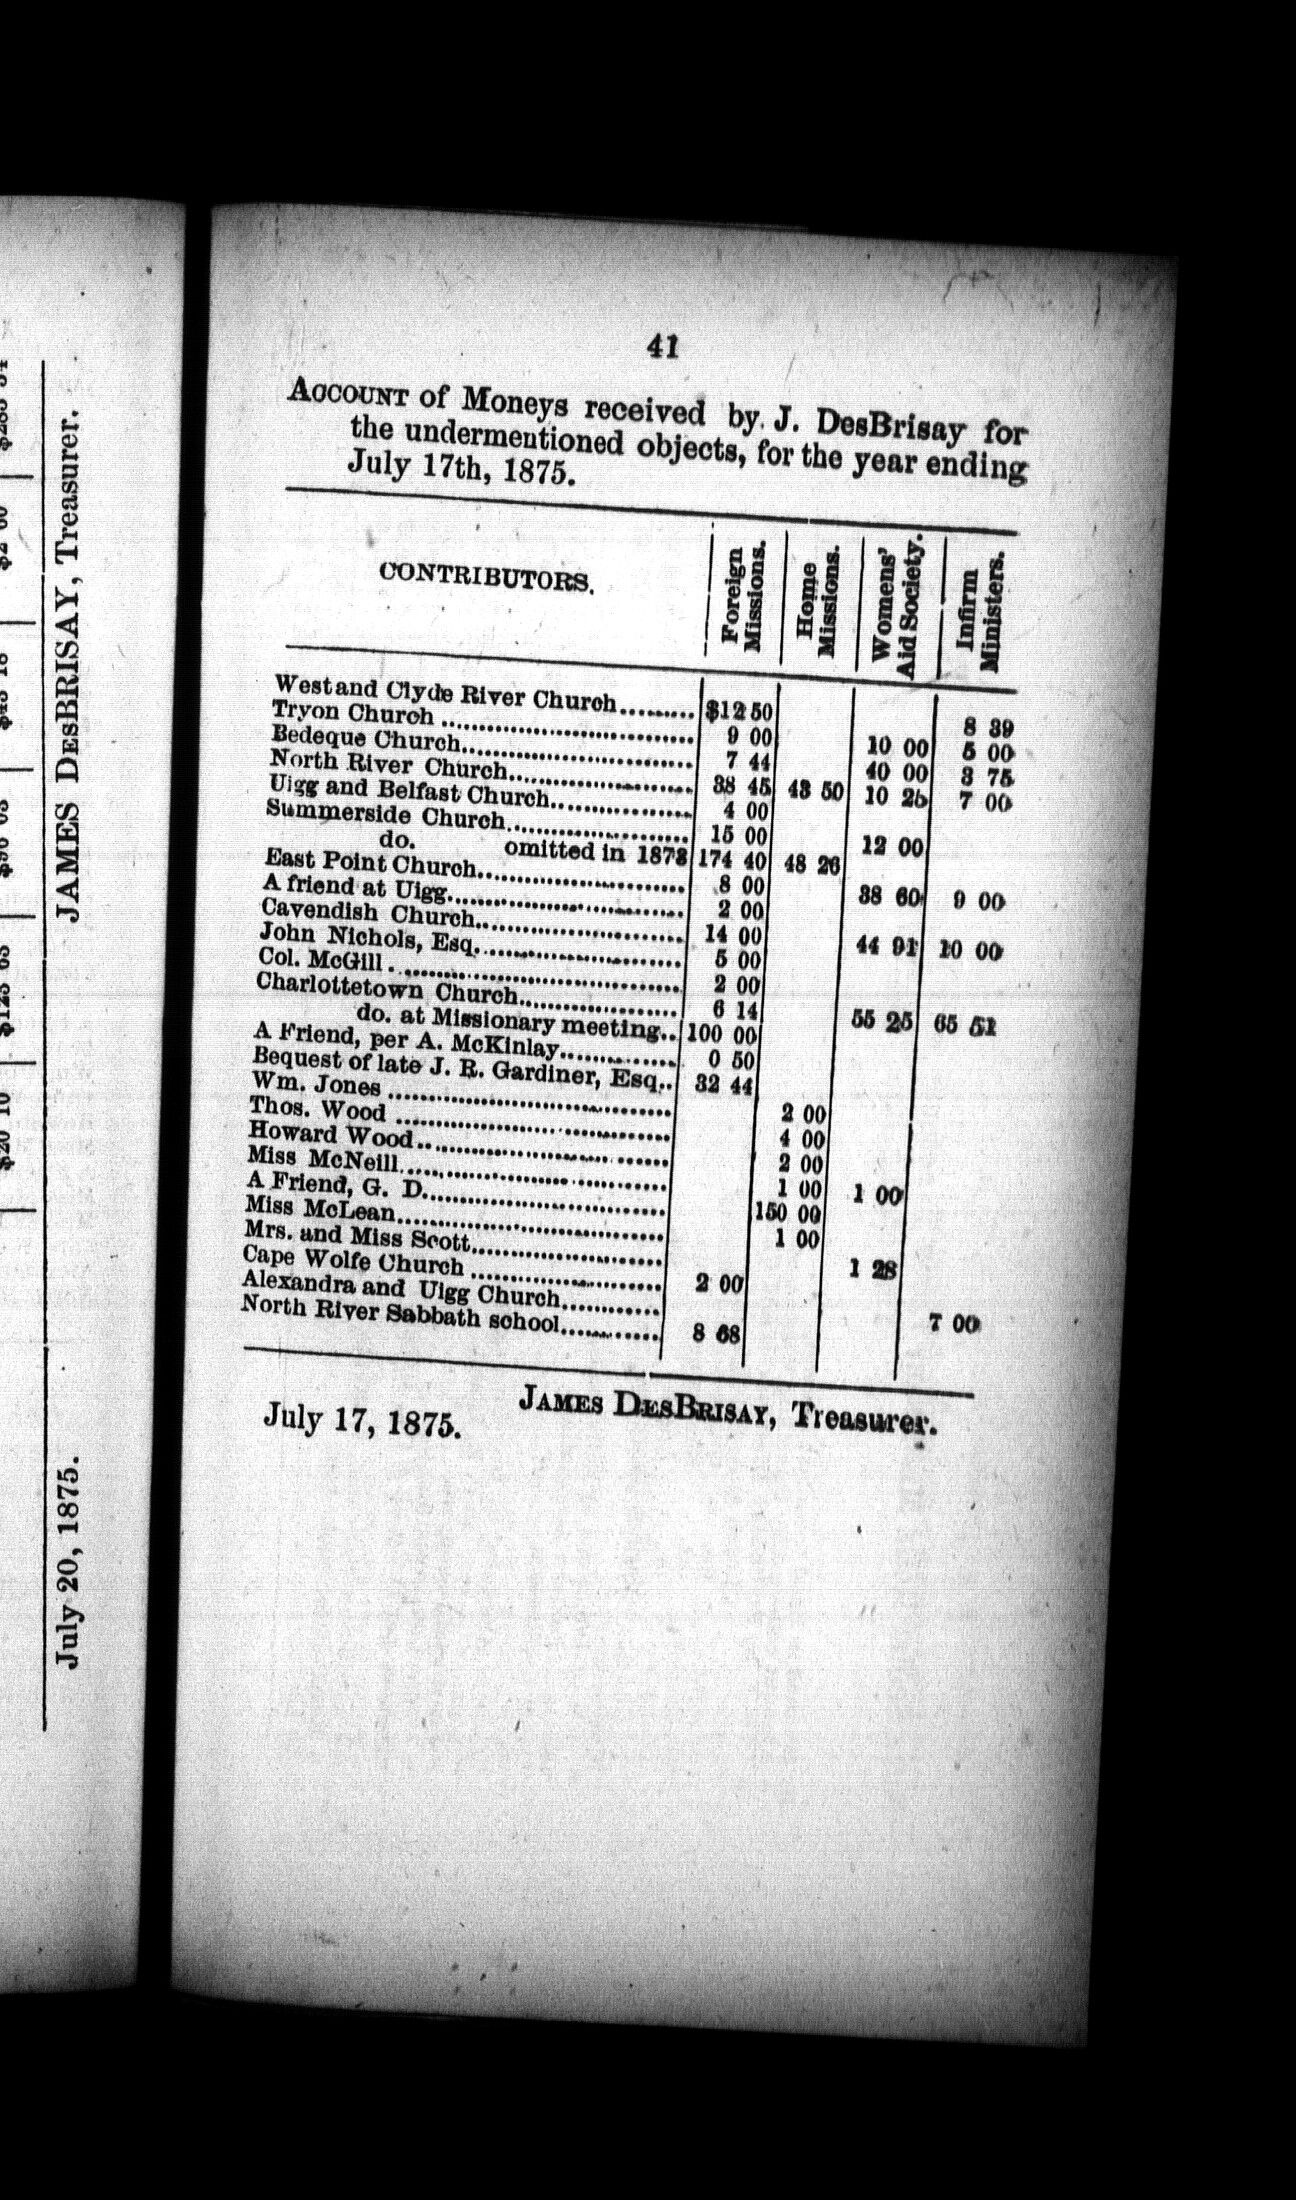 JAMES DESBRISAY, Treasurer.
July 20, 1875.
41
ACCOUNT of Moneys received by J. DesBrisay for
the undermentioned objects, for the year ending
July 17th, 1875.
CONTRIBUTORS. Foreign Missions. Home Missions. Womens' Aid Society. Infirm Ministers.
West and Clyde River Church.......... $12 50 8 39
Tryon Church .......... 9 00 10 00 5 00
Bedeque Church.......... 7 44 40 00 3 75
North River Church.......... 38 45 43 50 10 25 7 00
Uigg and Belfast Church.......... 4 00
Summerside Church.......... 15 00 12 00
do. omitted in 1873 174 40 48 26
East Point Church.......... 8 00 38 60 9 00
A friend at Uigg.......... 2 00
Cavendish Church.......... 14 00 44 91 10 00
John Nichols, Esq........... 5 00
Col. McGill .......... 2 00
Charlottetown Church.......... 6 14 55 25 65 51
do. at Missionary meeting.. 100 00
A Friend, per A. McKinlay.......... 0 50
Bequest of late J. R. Gardiner, Esq.. 32 44
Wm. Jones .......... 2 00
Thos. Wood .......... 4 00
Howard Wood.......... 2 00
Miss McNeill.......... 1 00 1 00
A Friend, G. D........... 150 00
Miss McLean.......... 1 00
Mrs. and Miss Scott.......... 1 28
Cape Wolfe Church .......... 2 00
Alexandra and Uigg Church.......... 7 00
North River Sabbath school.......... 8 68
JAMES DESBRISAY, Treasurer.
July 17, 1875.